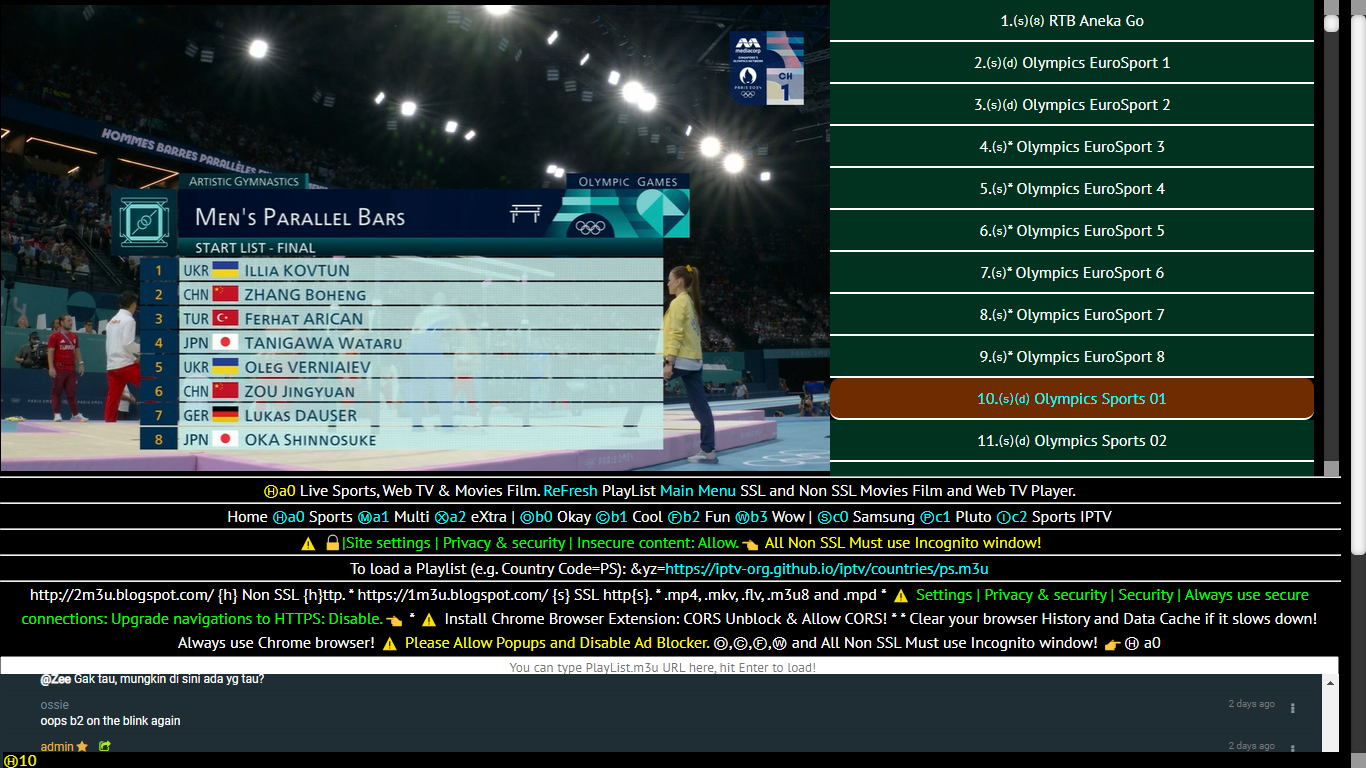 mediacorp
SINGAPORE'S
OLYMPICS NETWORK
PARIS 2024
CH
1
HOMMES BARRES PARALLÈLES
ARTISTIC GYMNASTICS
OLYMPIC GAMES
MEN'S PARALLEL BARS
START LIST - FINAL
1 UKR ILLIA KOVTUN
2 CHN ZHANG BOHENG
3 TUR FERHAT ARICAN
4 JPN TANIGAWA WATARU
5 UKR OLEG VERNIAIEV
6 CHN ZOU JINGYUAN
7 GER LUKAS DAUSER
8 JPN OKA SHINNOSUKE
1.(s)(8) RTB Aneka Go
2.(s)(d) Olympics EuroSport 1
3.(s)(d) Olympics EuroSport 2
4.(s)* Olympics EuroSport 3
5.(s)* Olympics EuroSport 4
6.(s)* Olympics EuroSport 5
7.(s)* Olympics EuroSport 6
8.(s)* Olympics EuroSport 7
9.(s)* Olympics EuroSport 8
10.(s)(d) Olympics Sports 01
11.(s)(d) Olympics Sports 02
Ⓗa0 Live Sports, Web TV & Movies Film. ReFresh PlayList Main Menu SSL and Non SSL Movies Film and Web TV Player.
Home Ⓗa0 Sports Ⓜa1 Multi Ⓧa2 eXtra | Ⓞb0 Okay Ⓒb1 Cool Ⓕb2 Fun Ⓦb3 Wow | Ⓢc0 Samsung Ⓟc1 Pluto Ⓘc2 Sports IPTV
⚠️ 🔒|Site settings | Privacy & security | Insecure content: Allow. 👈 All Non SSL Must use Incognito window!
To load a Playlist (e.g. Country Code=PS): &yz=https://iptv-org.github.io/iptv/countries/ps.m3u
http://2m3u.blogspot.com/ {h} Non SSL {h}ttp. * https://1m3u.blogspot.com/ {s} SSL http{s}. * .mp4, .mkv, .flv, .m3u8 and .mpd * ⚠️ Settings | Privacy & security | Security | Always use secure
connections: Upgrade navigations to HTTPS: Disable. 👈 * ⚠️ Install Chrome Browser Extension: CORS Unblock & Allow CORS! * * Clear your browser History and Data Cache if it slows down!
Always use Chrome browser! ⚠️ Please Allow Popups and Disable Ad Blocker. Ⓞ,Ⓒ,Ⓕ,Ⓦ and All Non SSL Must use Incognito window! 👉 Ⓗ a0
You can type PlayList.m3u URL here, hit Enter to load!
@Zee Gak tau, mungkin di sini ada yg tau?
ossie 2 days ago
oops b2 on the blink again
admin 2 days ago
Ⓗ10